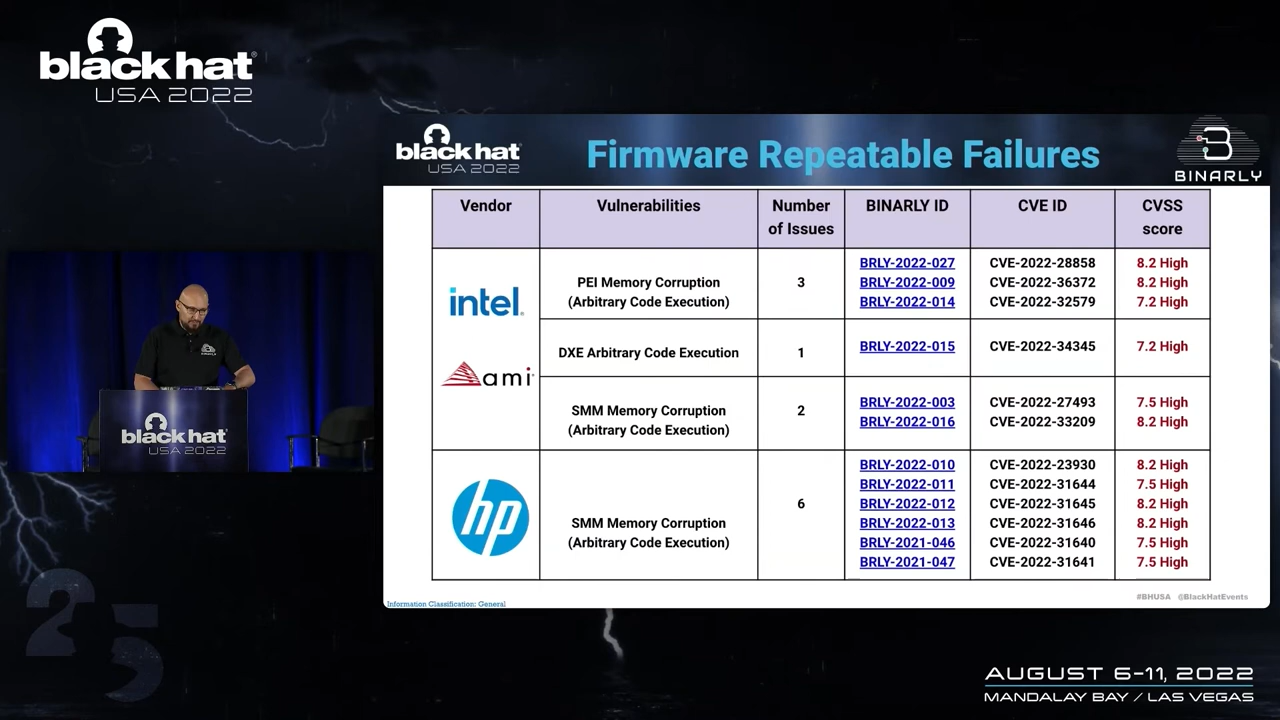 black hat®
USA 2022
black hat
USA 2022
Firmware Repeatable Failures
BINARLY
Vendor
Vulnerabilities
Number of Issues
BINARLY ID
CVE ID
CVSS score
intel.
ami
PEI Memory Corruption
(Arbitrary Code Execution)
3
BRLY-2022-027 CVE-2022-28858 8.2 High
BRLY-2022-009 CVE-2022-36372 8.2 High
BRLY-2022-014 CVE-2022-32579 7.2 High
DXE Arbitrary Code Execution
1
BRLY-2022-015 CVE-2022-34345 7.2 High
SMM Memory Corruption
(Arbitrary Code Execution)
2
BRLY-2022-003 CVE-2022-27493 7.5 High
BRLY-2022-016 CVE-2022-33209 8.2 High
hp
SMM Memory Corruption
(Arbitrary Code Execution)
6
BRLY-2022-010 CVE-2022-23930 8.2 High
BRLY-2022-011 CVE-2022-31644 7.5 High
BRLY-2022-012 CVE-2022-31645 8.2 High
BRLY-2022-013 CVE-2022-31646 8.2 High
BRLY-2021-046 CVE-2022-31640 7.5 High
BRLY-2021-047 CVE-2022-31641 7.5 High
Information Classification: General
#BHUSA @BlackHatEvents
BINARLY
black hat
USA 2022
25
AUGUST 6-11, 2022
MANDALAY BAY / LAS VEGAS